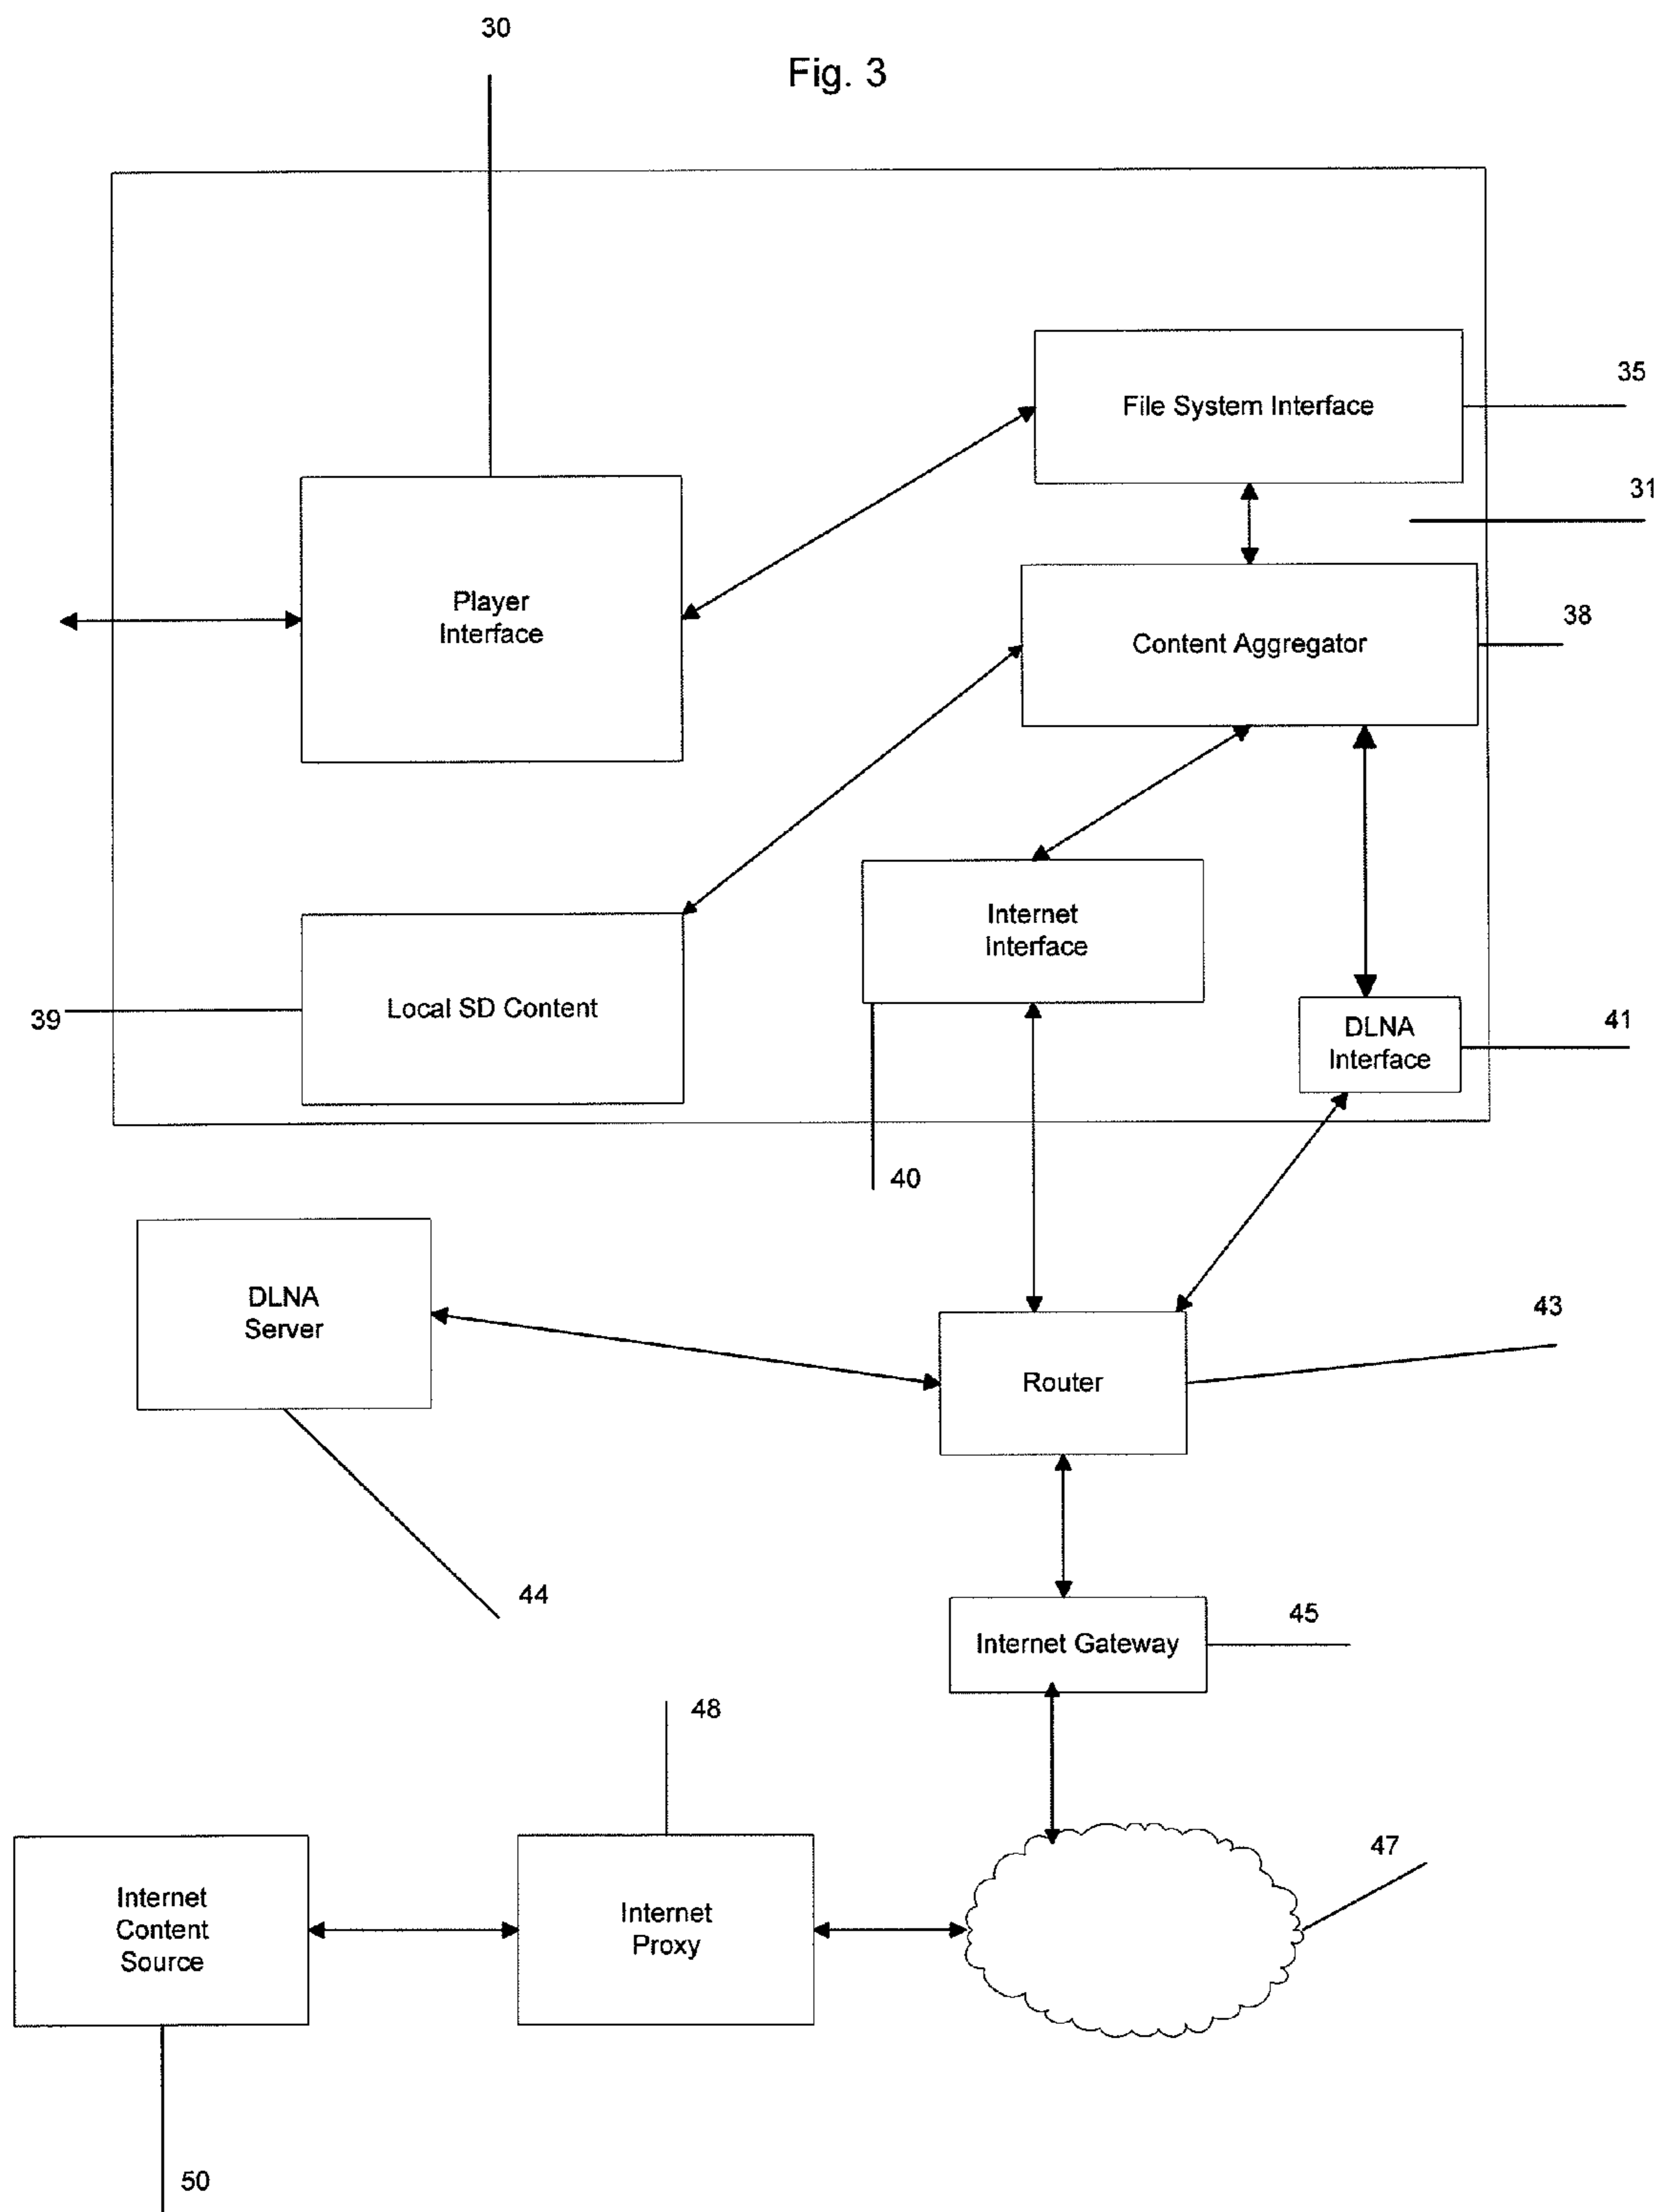 30
Fig. 3
File System Interface
35
31
Player
Interface
Content Aggregator
38
Internet
Interface
Local SD Content
39
DLNA
Interface
41
40
DLNA
Server
43
Router
44
45
Internet Gateway
48
47
Internet
Content
Source
Internet
Proxy
50